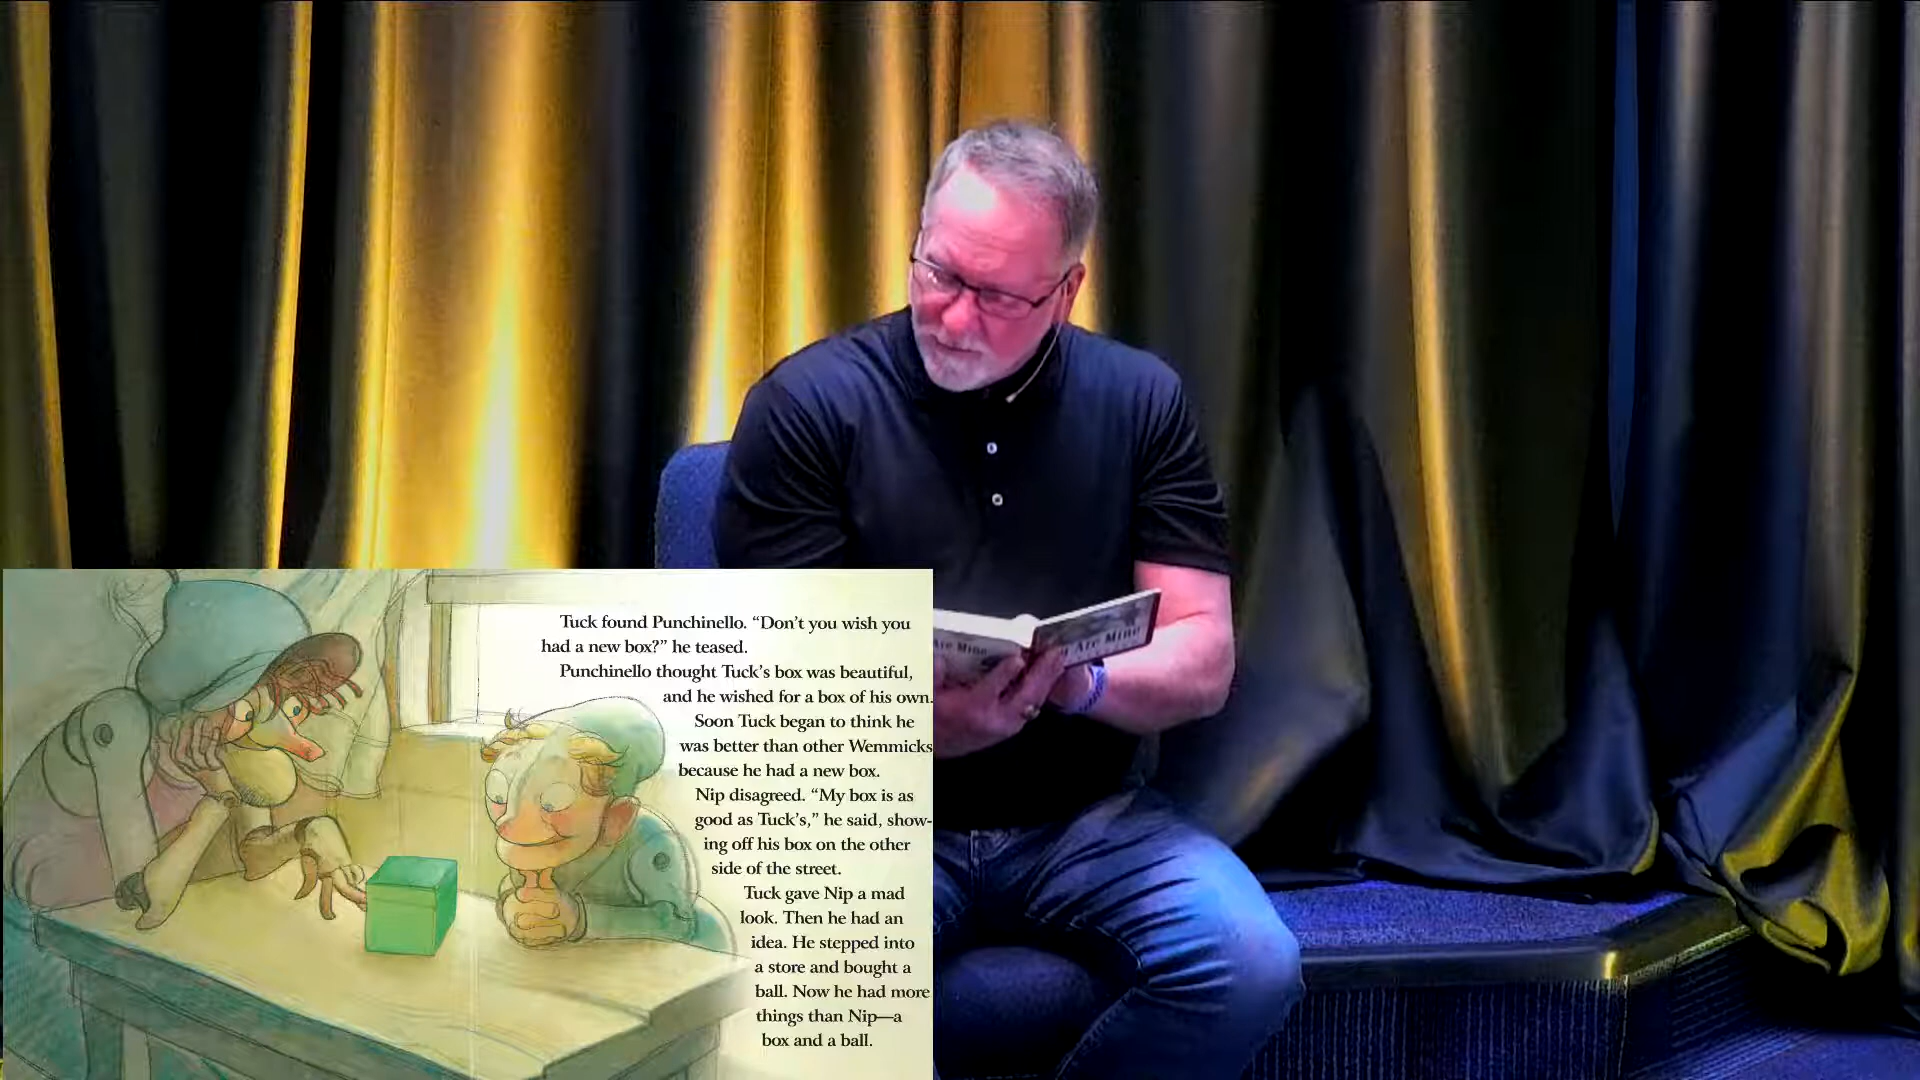 Tuck found Punchinello. “Don’t you wish you
had a new box?” he teased.
Punchinello thought Tuck’s box was beautiful,
and he wished for a box of his own.
Soon Tuck began to think he
was better than other Wemmicks
because he had a new box.
Nip disagreed. “My box is as
good as Tuck’s,” he said, show-
ing off his box on the other
side of the street.
Tuck gave Nip a mad
look. Then he had an
idea. He stepped into
a store and bought a
ball. Now he had more
things than Nip—a
box and a ball.
Are Mine
Are Mine